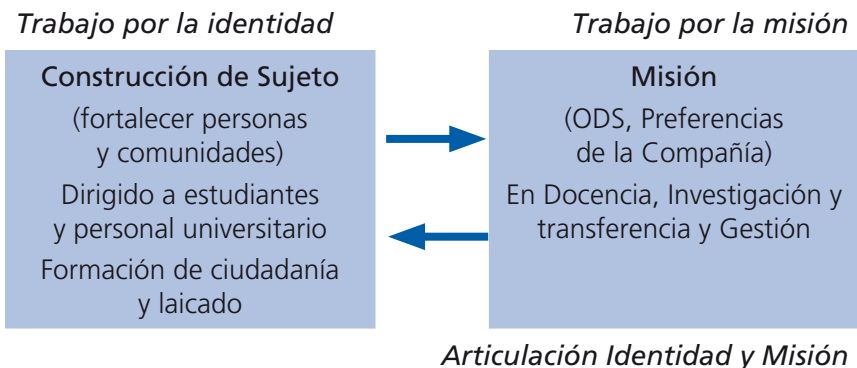 Trabajo por la identidad
Construcción de Sujeto
(fortalecer personas
y comunidades)
Dirigido a estudiantes
y personal universitario
Formación de ciudadanía
y laicado
Trabajo por la misión
Misión
(ODS, Preferencias
de la Compañía)
En Docencia, Investigación y
transferencia y Gestión
Articulación Identidad y Misión